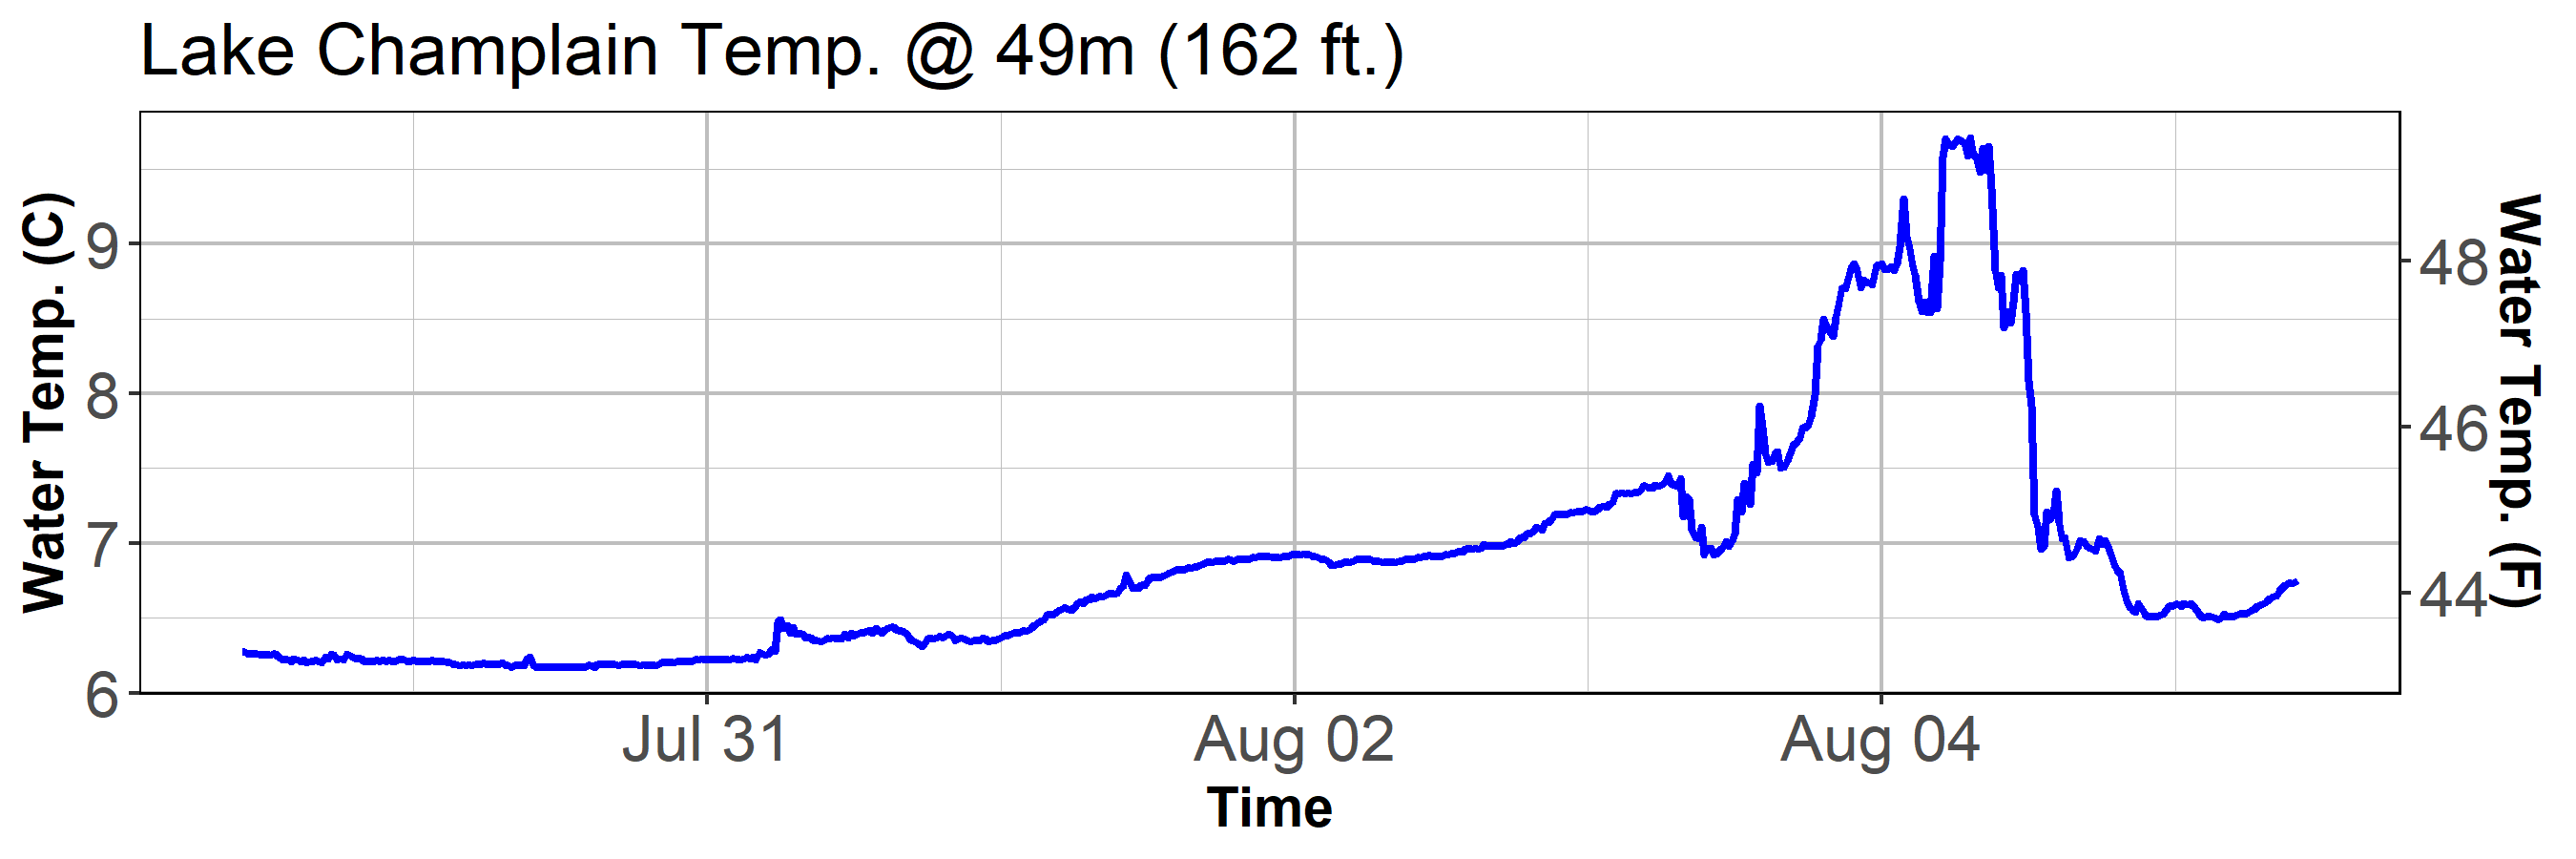 Lake Champlain Temp. @ 49m (162 ft.)
Water Temp. (C)
9
8
7
6
48
46
44
Water Temp. (F)
Jul 31
Aug 02
Aug 04
Time